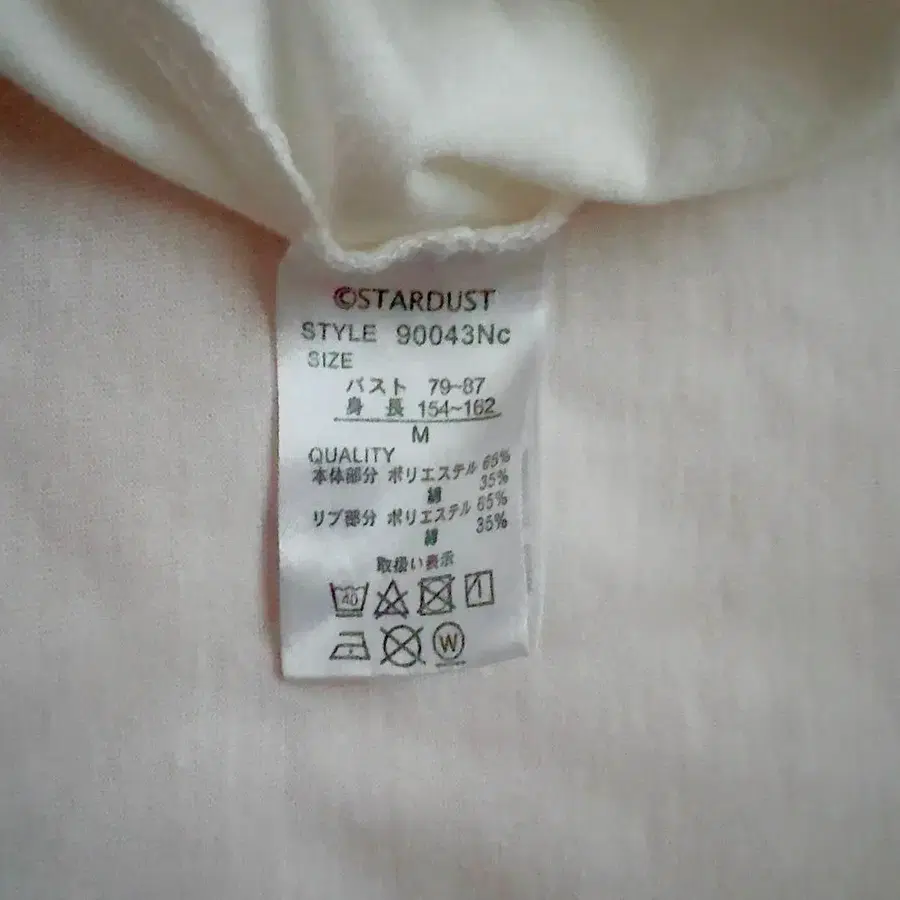 ©STARDUST
STYLE 90043Nc
SIZE
バスト 79~87
身 長 154~162
M
QUALITY
本体部分 ポリエステル 65%
綿 35%
リブ部分 ポリエステル 65%
綿 35%
取扱い表示
40
W